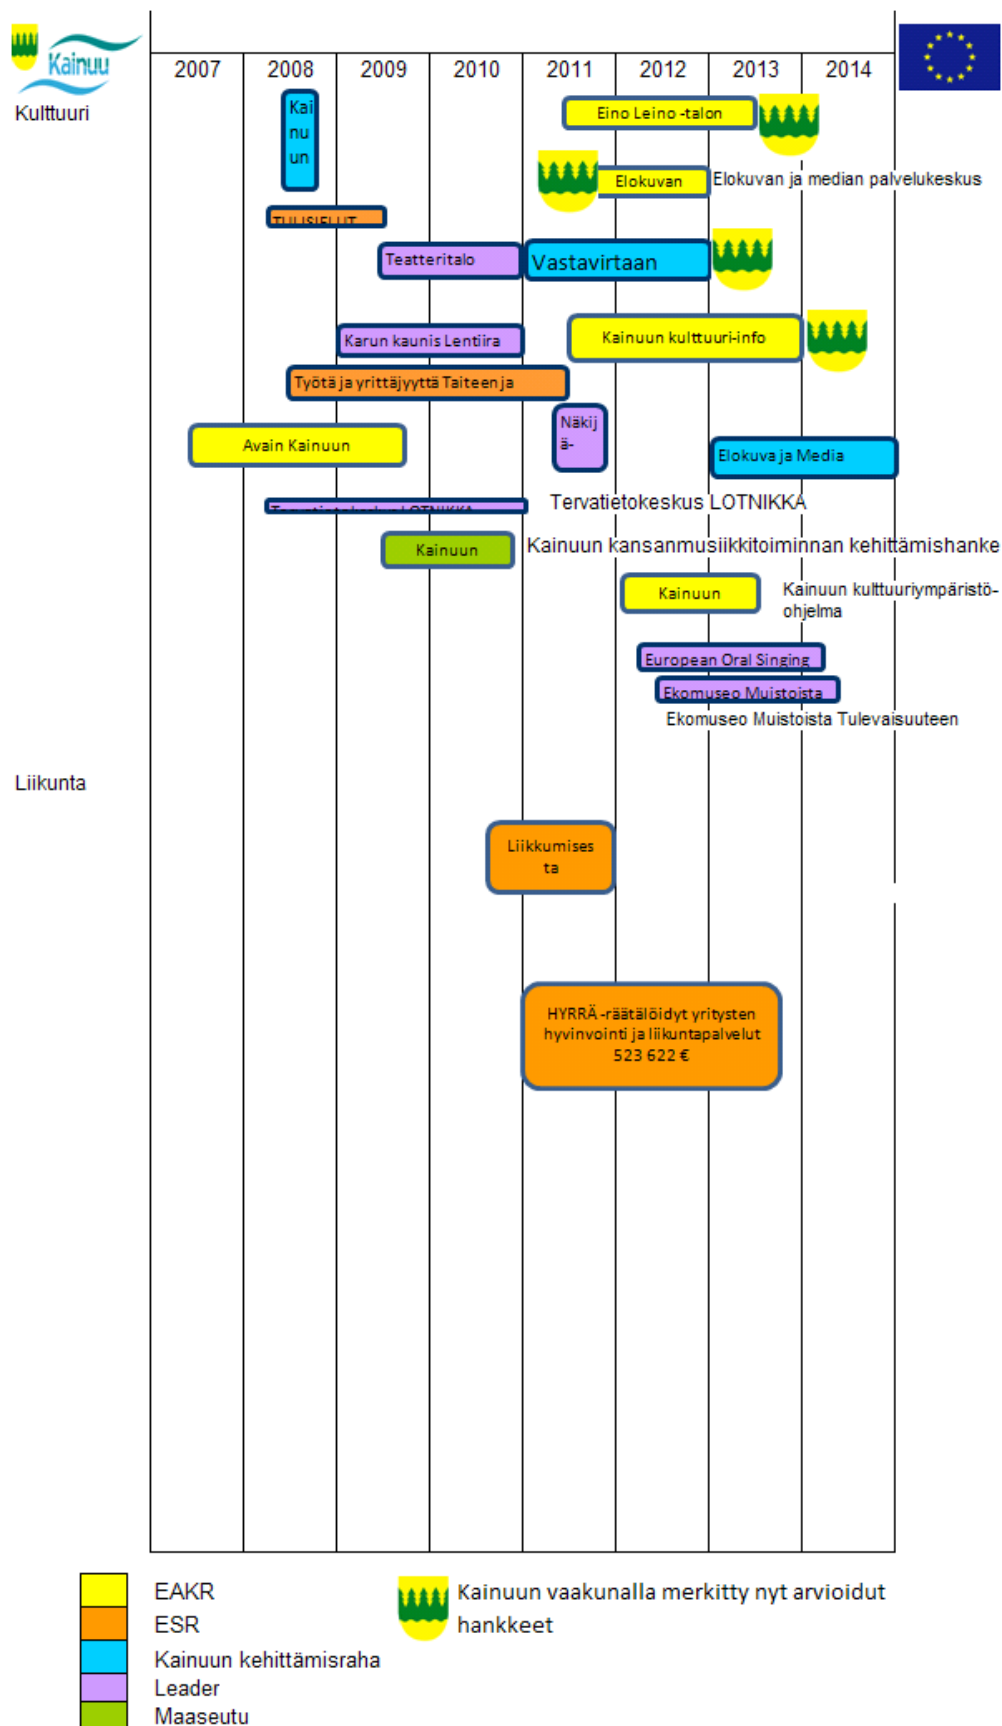 Kainuu
2007 2008 2009 2010 2011 2012 2013 2014
Kulttuuri
Kai
nu
un
Eino Leino -talon
Elokuvan
Elokuvan ja median palvelukeskus
TULISIELUT
Teatteritalo
Vastavirtaan
Karun kaunis Lentiira
Kainuun kulttuuri-info
Työtä ja yrittäjyyttä Taiteen ja
Näkij
ä-
Avain Kainuun
Elokuva ja Media
Tervatietokeskus LOTNIKKA
Tervatietokeskus LOTNIKKA
Kainuun
Kainuun kansanmusiikkitoiminnan kehittämishanke
Kainuun
Kainuun kulttuuriympäristö-
ohjelma
European Oral Singing
Ekomuseo Muistoista
Ekomuseo Muistoista Tulevaisuuteen
Liikunta
Liikkumises
ta
HYRRÄ -räätälöidyt yritysten
hyvinvointi ja liikuntapalvelut
523 622 €
EAKR
ESR
Kainuun kehittämisraha
Leader
Maaseutu
Kainuun vaakunalla merkitty nyt arvioidut
hankkeet